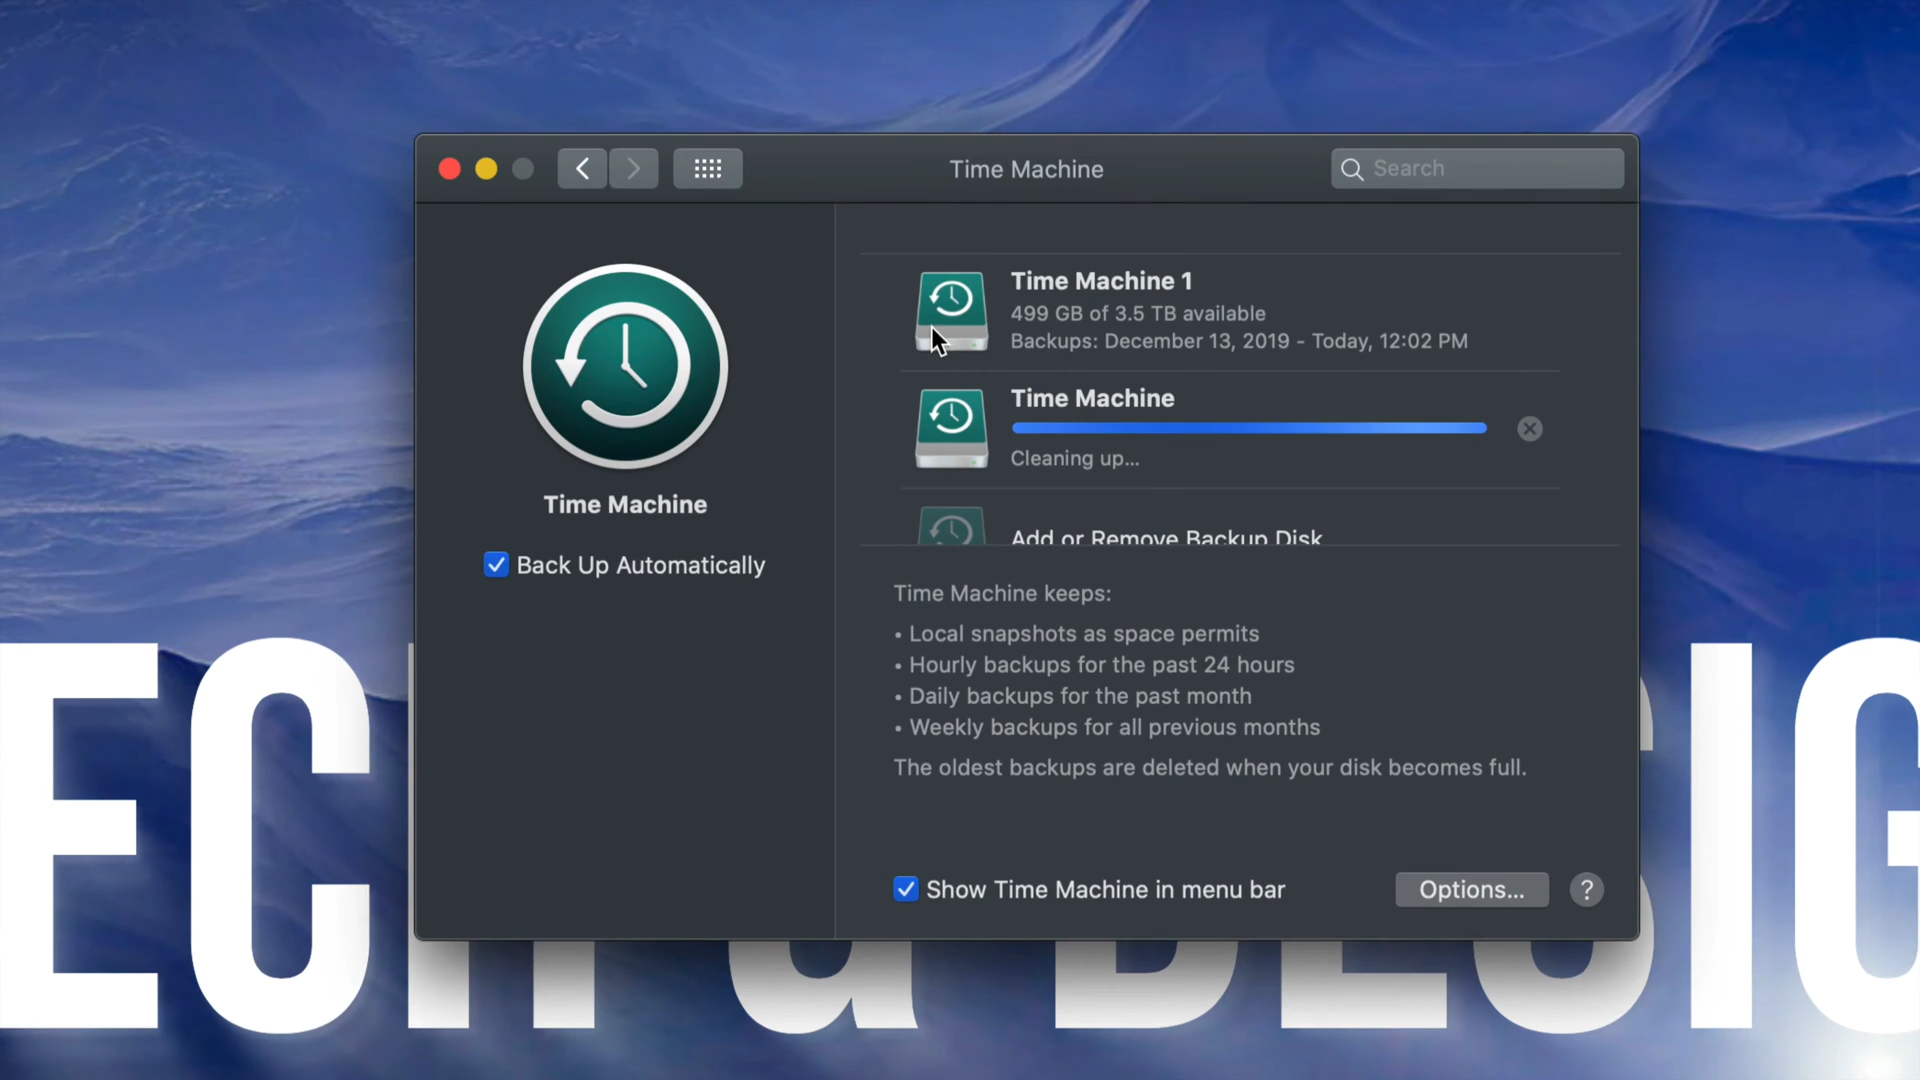 Time Machine
Search
Time Machine
Back Up Automatically
Time Machine 1
499 GB of 3.5 TB available
Backups: December 13, 2019 - Today, 12:02 PM
Time Machine
Cleaning up...
Add or Remove Backup Disk
Time Machine keeps:
• Local snapshots as space permits
• Hourly backups for the past 24 hours
• Daily backups for the past month
• Weekly backups for all previous months
The oldest backups are deleted when your disk becomes full.
Show Time Machine in menu bar
Options...
?
ECH & DESIG